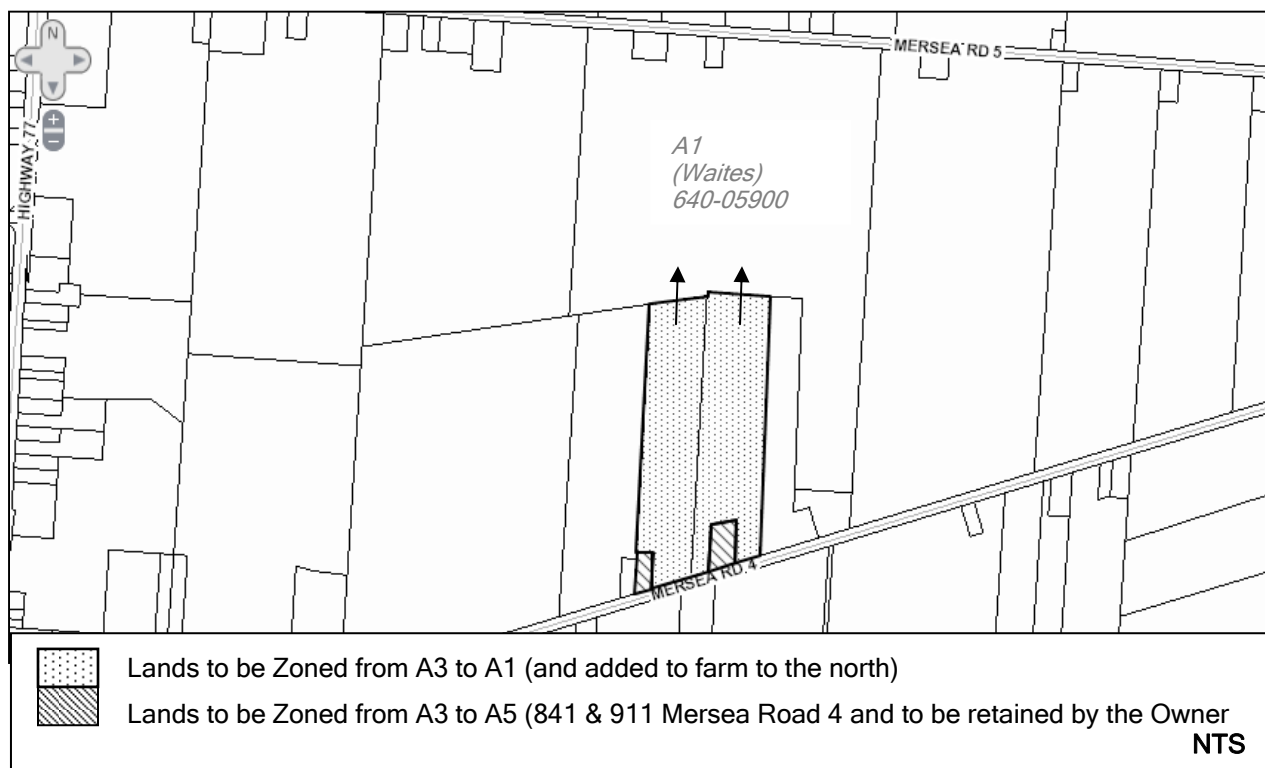 N
MERSEA RD 5
HIGHWAY 77
A1
(Waites)
640-05900
MERSEA RD 4
Lands to be Zoned from A3 to A1 (and added to farm to the north)
Lands to be Zoned from A3 to A5 (841 & 911 Mersea Road 4 and to be retained by the Owner
NTS